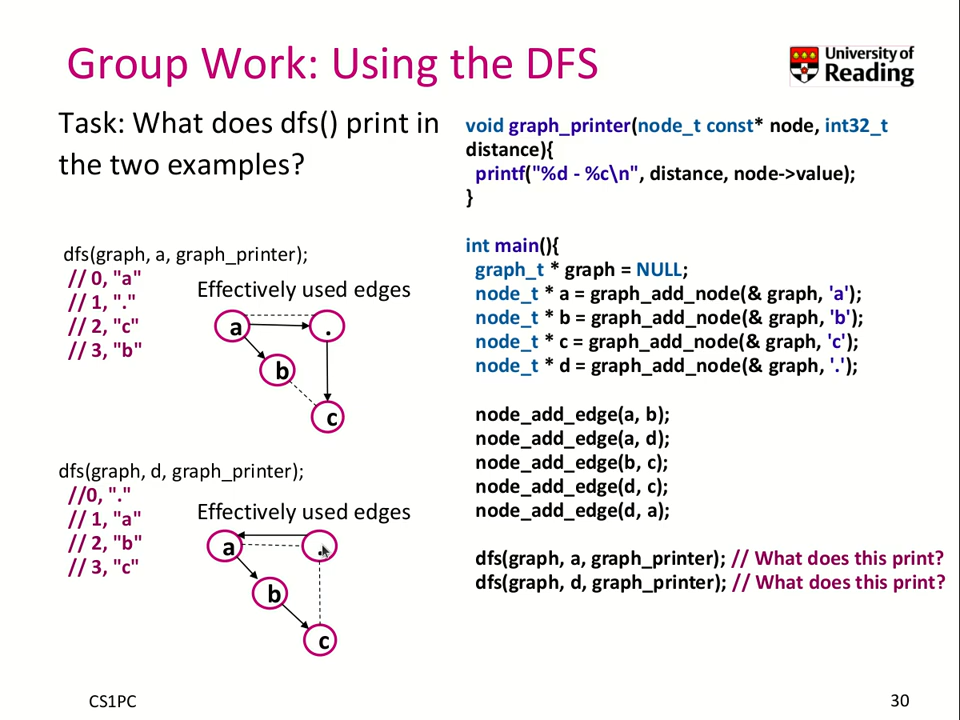 Group Work: Using the DFS
University of
Reading
Task: What does dfs() print in
the two examples?
dfs(graph, a, graph_printer);
// 0, "a"
// 1, "."
// 2, "c"
// 3, "b"
Effectively used edges
a
.
b
c
dfs(graph, d, graph_printer);
//0, "."
// 1, "a"
// 2, "b"
// 3, "c"
Effectively used edges
a
.
b
c
void graph_printer(node_t const* node, int32_t
distance){
printf("%d - %c\n", distance, node->value);
}
int main(){
graph_t * graph = NULL;
node_t * a = graph_add_node(& graph, 'a');
node_t * b = graph_add_node(& graph, 'b');
node_t * c = graph_add_node(& graph, 'c');
node_t * d = graph_add_node(& graph, '.');
node_add_edge(a, b);
node_add_edge(a, d);
node_add_edge(b, c);
node_add_edge(d, c);
node_add_edge(d, a);
dfs(graph, a, graph_printer); // What does this print?
dfs(graph, d, graph_printer); // What does this print?
CS1PC
30